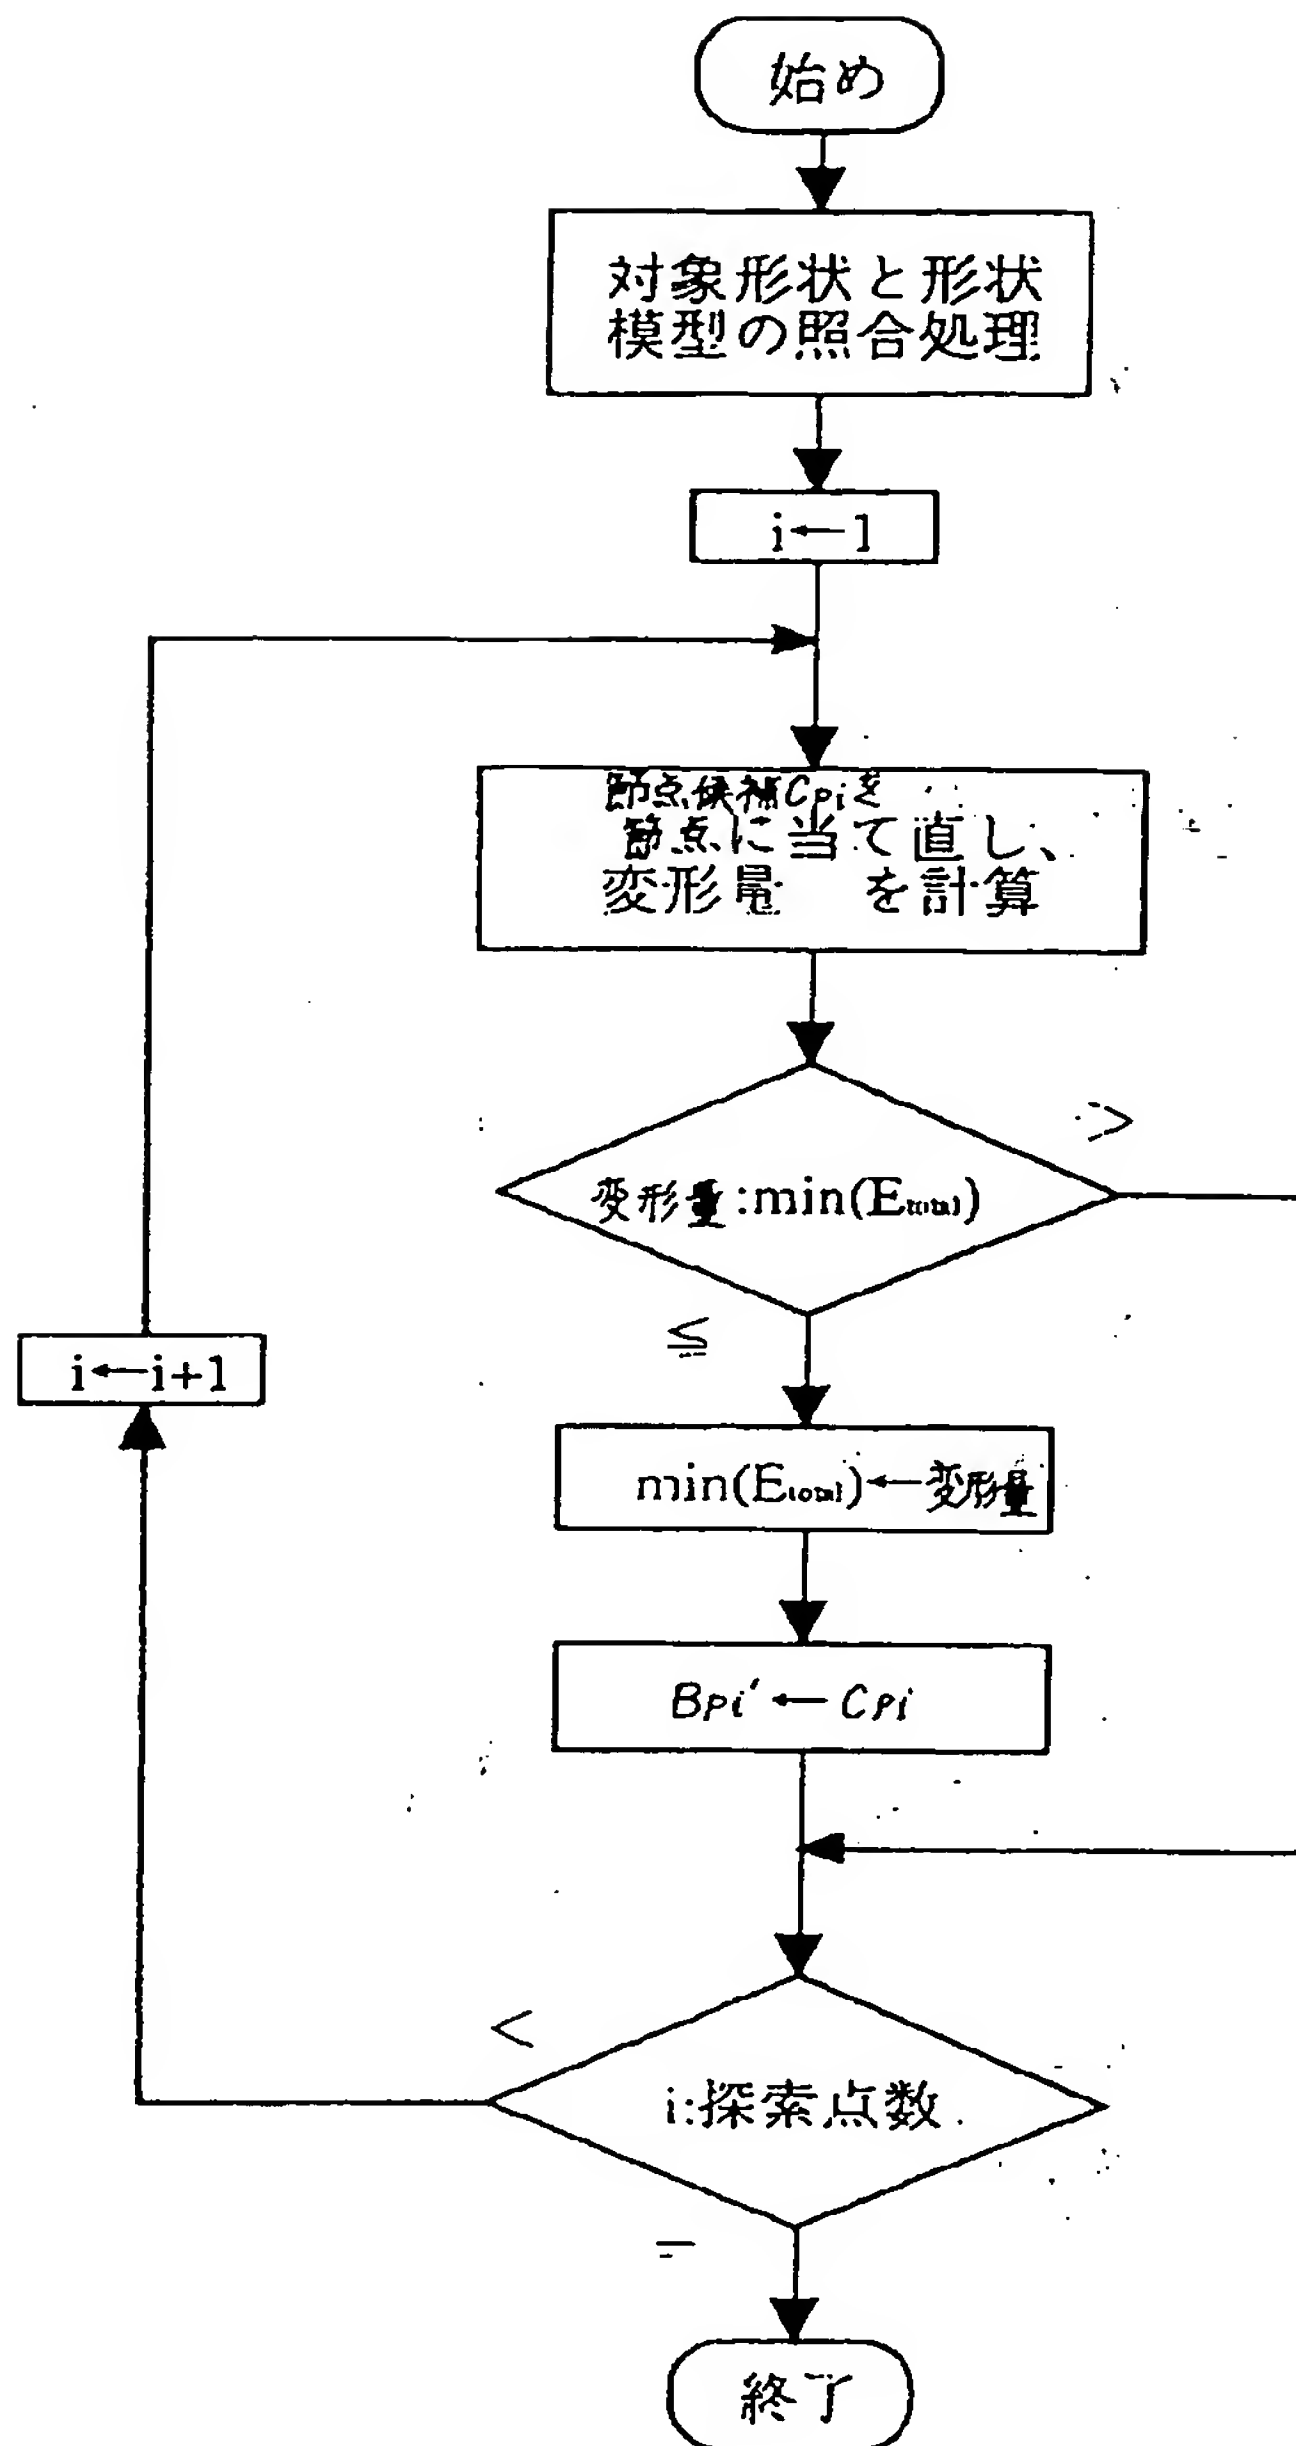 始め
対象形状と形状
模型の照合処理
i←1
節点候補Cpiを
節点に当て直し、
変形量 を計算
>
変形量:min(Etotal)
≦
i←i+1
min(Etotal)←変形量
Bpi'←Cpi
<
i:探索点数
=
終了